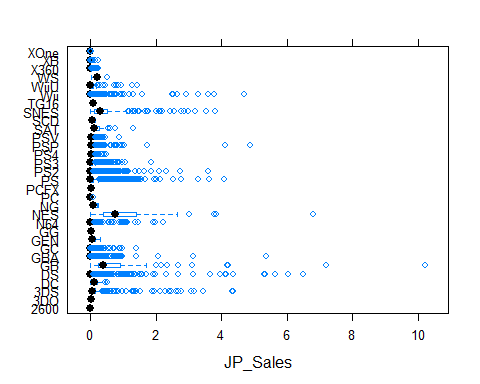 XOne
XB
X360
WS
WiiU
Wii
TG16
SNES
SCD
SAT
PSV
PSP
PS4
PS3
PS2
PS
PCFX
PC
NG
NES
N64
GG
GEN
GC
GBA
GB
DS
DC
3DS
3DO
2600
0 2 4 6 8 10
JP_Sales